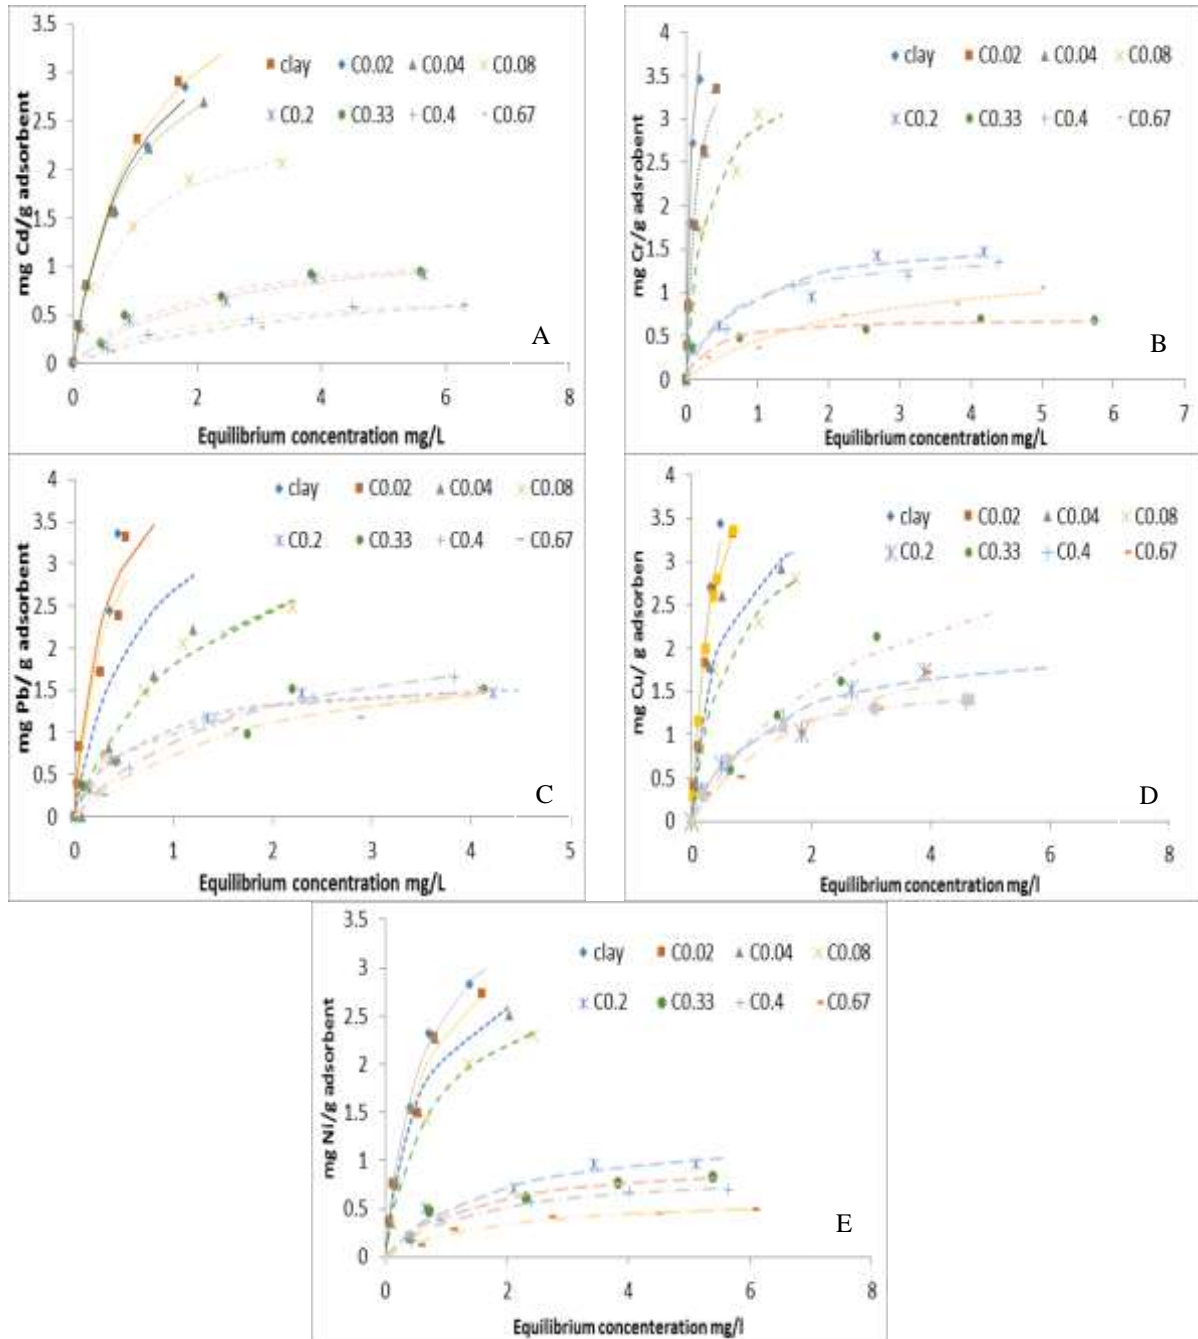 3.5
3
2.5
2
1.5
1
0.5
0
mg Cd/g adsorbent
clay C0.02 C0.04 C0.08
C0.2 C0.33 C0.4 C0.67
A
0 2 4 6 8
Equilibrium concentration mg/L
4
3.5
3
2.5
2
1.5
1
0.5
0
mg Cr/g adsrobent
clay C0.02 C0.04 C0.08
C0.2 C0.33 C0.4 C0.67
B
0 1 2 3 4 5 6 7
Equilibrium concentration mg/L
4
3.5
3
2.5
2
1.5
1
0.5
0
mg Pb/ g adsorbent
clay C0.02 C0.04 C0.08
C0.2 C0.33 C0.4 C0.67
C
0 1 2 3 4 5
Equilibrium concentration mg/L
4
3.5
3
2.5
2
1.5
1
0.5
0
mg Cu/ g adsorben
clay C0.02 C0.04 C0.08
C0.2 C0.33 C0.4 C0.67
D
0 2 4 6 8
Equilibrium concentration mg/l
3.5
3
2.5
2
1.5
1
0.5
0
mg Ni/g adsorbent
clay C0.02 C0.04 C0.08
C0.2 C0.33 C0.4 C0.67
E
0 2 4 6 8
Equilibrium concenteration mg/l